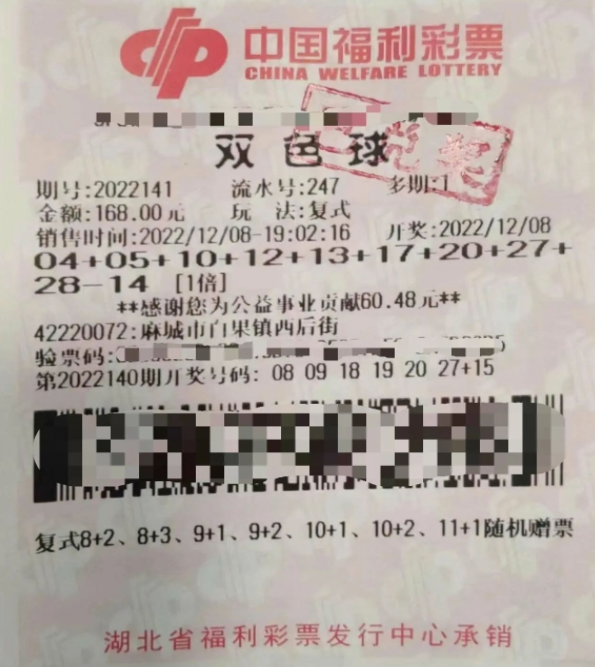 中国福利彩票
CHINA WELFARE LOTTERY
双色球
兑奖
期号:2022141 流水号:247 多期:1
金额:168.00元 玩 法:复式
销售时间:2022/12/08-19:02:16 开奖:2022/12/08
04+05+10+12+13+17+20+27+
28-14 [1倍]
**感谢您为公益事业贡献60.48元**
42220072:麻城市白果镇西后街
验票码:
第2022140期开奖号码: 08 09 18 19 20 27+15
复式8+2、8+3、9+1、9+2、10+1、10+2、11+1随机赠票
湖北省福利彩票发行中心承销